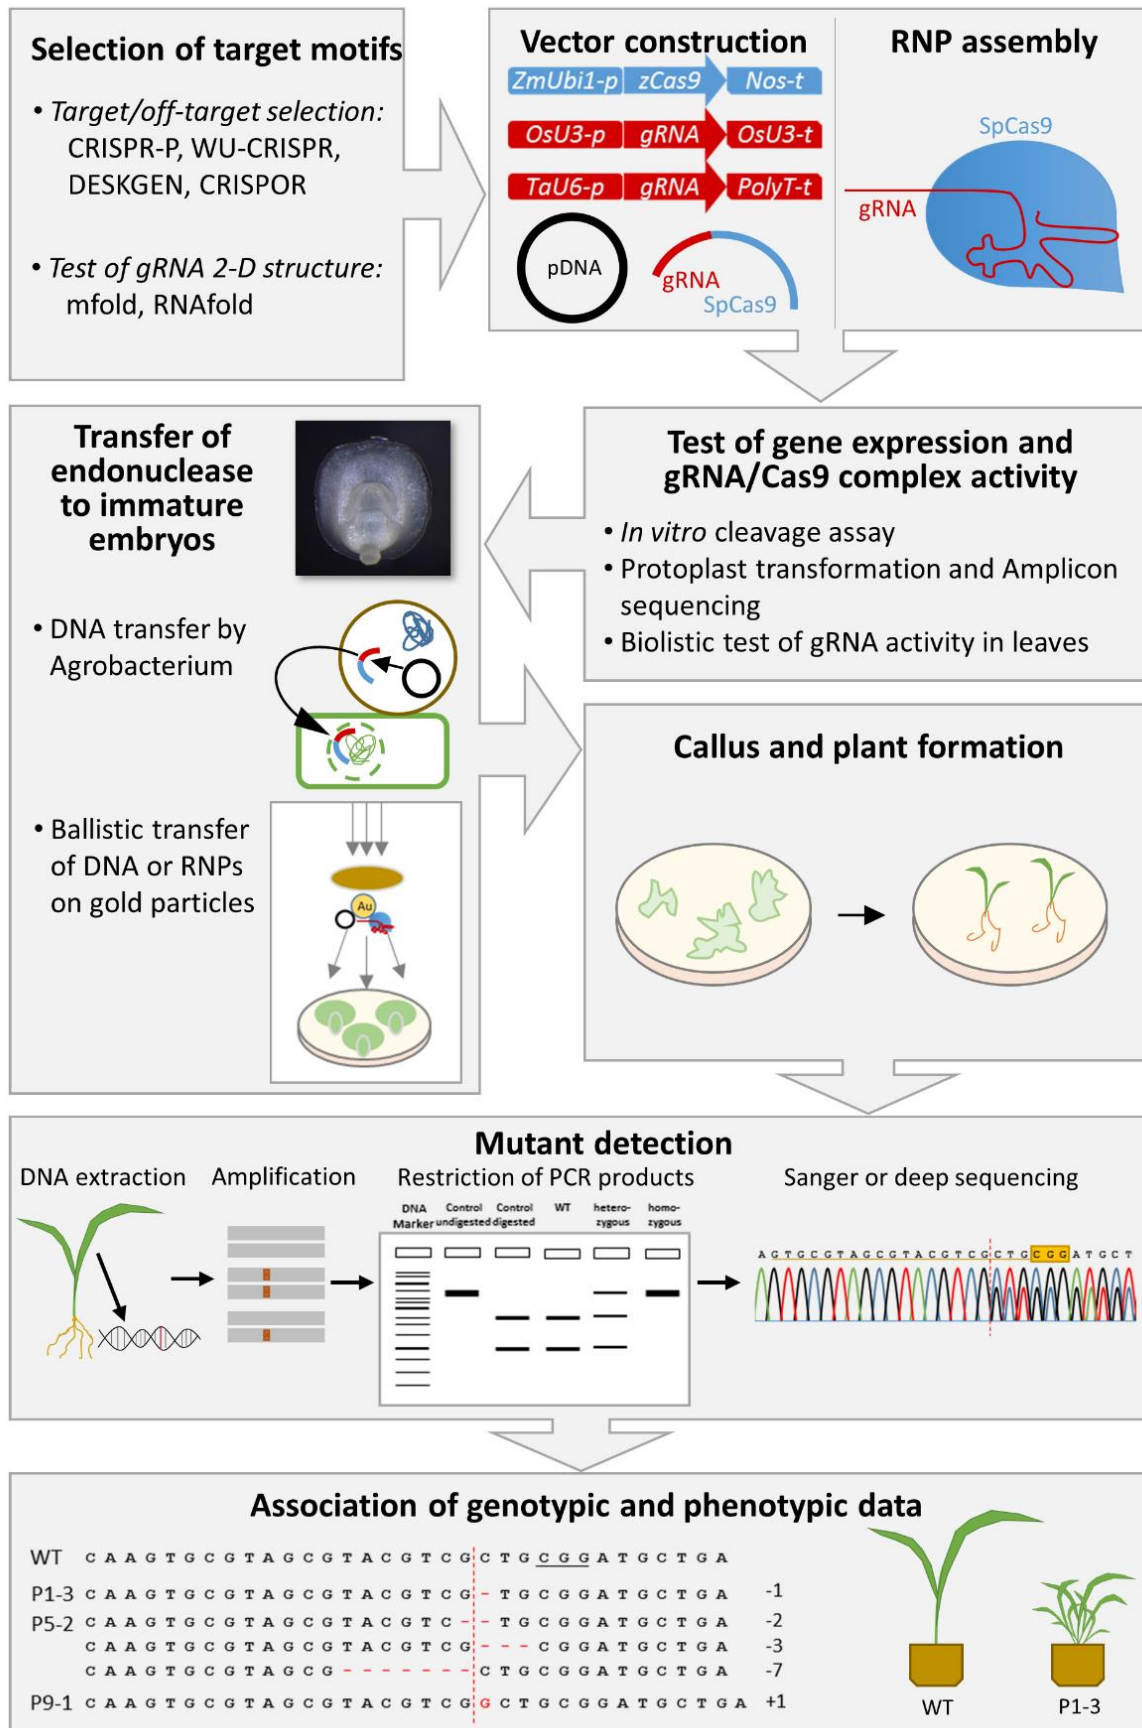 Selection of target motifs
• Target/off-target selection:
CRISPR-P, WU-CRISPR,
DESKGEN, CRISPOR
• Test of gRNA 2-D structure:
mfold, RNAfold
Vector construction
ZmUbi1-p zCas9 Nos-t
OsU3-p gRNA OsU3-t
TaU6-p gRNA PolyT-t
pDNA
gRNA
SpCas9
RNP assembly
SpCas9
gRNA
Transfer of
endonuclease
to immature
embryos
• DNA transfer by
Agrobacterium
• Ballistic transfer
of DNA or RNPs
on gold particles
Au
Test of gene expression and
gRNA/Cas9 complex activity
• In vitro cleavage assay
• Protoplast transformation and Amplicon
sequencing
• Biolistic test of gRNA activity in leaves
Callus and plant formation
Mutant detection
DNA extraction
Amplification
Restriction of PCR products
DNA Marker
Control undigested
Control digested
WT
hetero-zygous
homo-zygous
Sanger or deep sequencing
A G T G C G T A G C G T A C G T C G C T G C G G A T G C T
Association of genotypic and phenotypic data
WT C A A G T G C G T A G C G T A C G T C G C T G C G G A T G C T G A
P1-3 C A A G T G C G T A G C G T A C G T C G - T G C G G A T G C T G A -1
P5-2 C A A G T G C G T A G C G T A C G T C - - T G C G G A T G C T G A -2
C A A G T G C G T A G C G T A C G T C G - - - C G G A T G C T G A -3
C A A G T G C G T A G C G - - - - - - - C T G C G G A T G C T G A -7
P9-1 C A A G T G C G T A G C G T A C G T C G G C T G C G G A T G C T G A +1
WT
P1-3